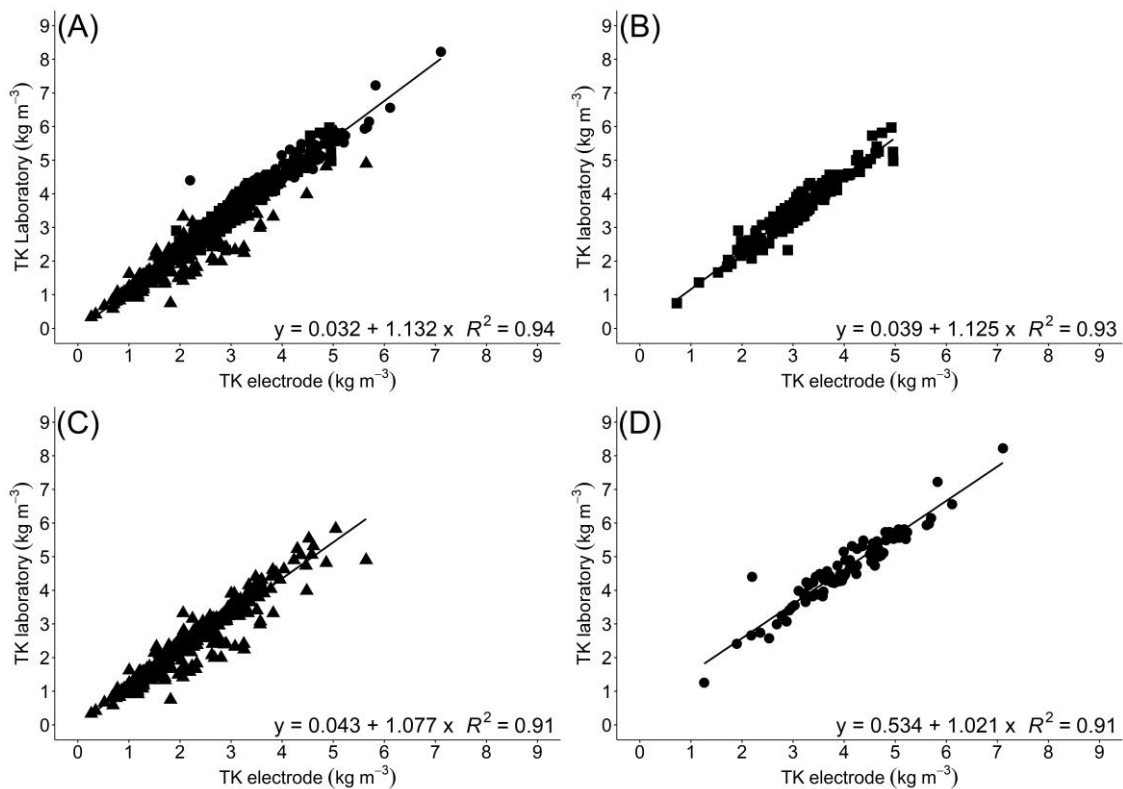 (A)
TK Laboratory (kg m⁻³)
9
8
7
6
5
4
3
2
1
0
y = 0.032 + 1.132 x R² = 0.94
0 1 2 3 4 5 6 7 8 9
TK electrode (kg m⁻³)
(B)
TK laboratory (kg m⁻³)
9
8
7
6
5
4
3
2
1
0
y = 0.039 + 1.125 x R² = 0.93
0 1 2 3 4 5 6 7 8 9
TK electrode (kg m⁻³)
(C)
TK laboratory (kg m⁻³)
9
8
7
6
5
4
3
2
1
0
y = 0.043 + 1.077 x R² = 0.91
0 1 2 3 4 5 6 7 8 9
TK electrode (kg m⁻³)
(D)
TK laboratory (kg m⁻³)
9
8
7
6
5
4
3
2
1
0
y = 0.534 + 1.021 x R² = 0.91
0 1 2 3 4 5 6 7 8 9
TK electrode (kg m⁻³)